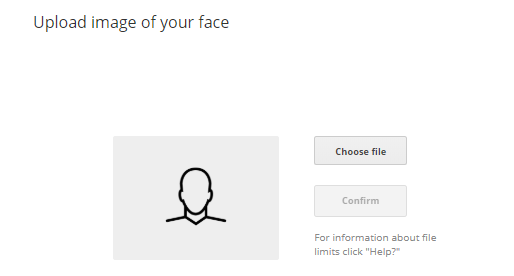 Upload image of your face
Choose file
Confirm
For information about file
limits click "Help?"